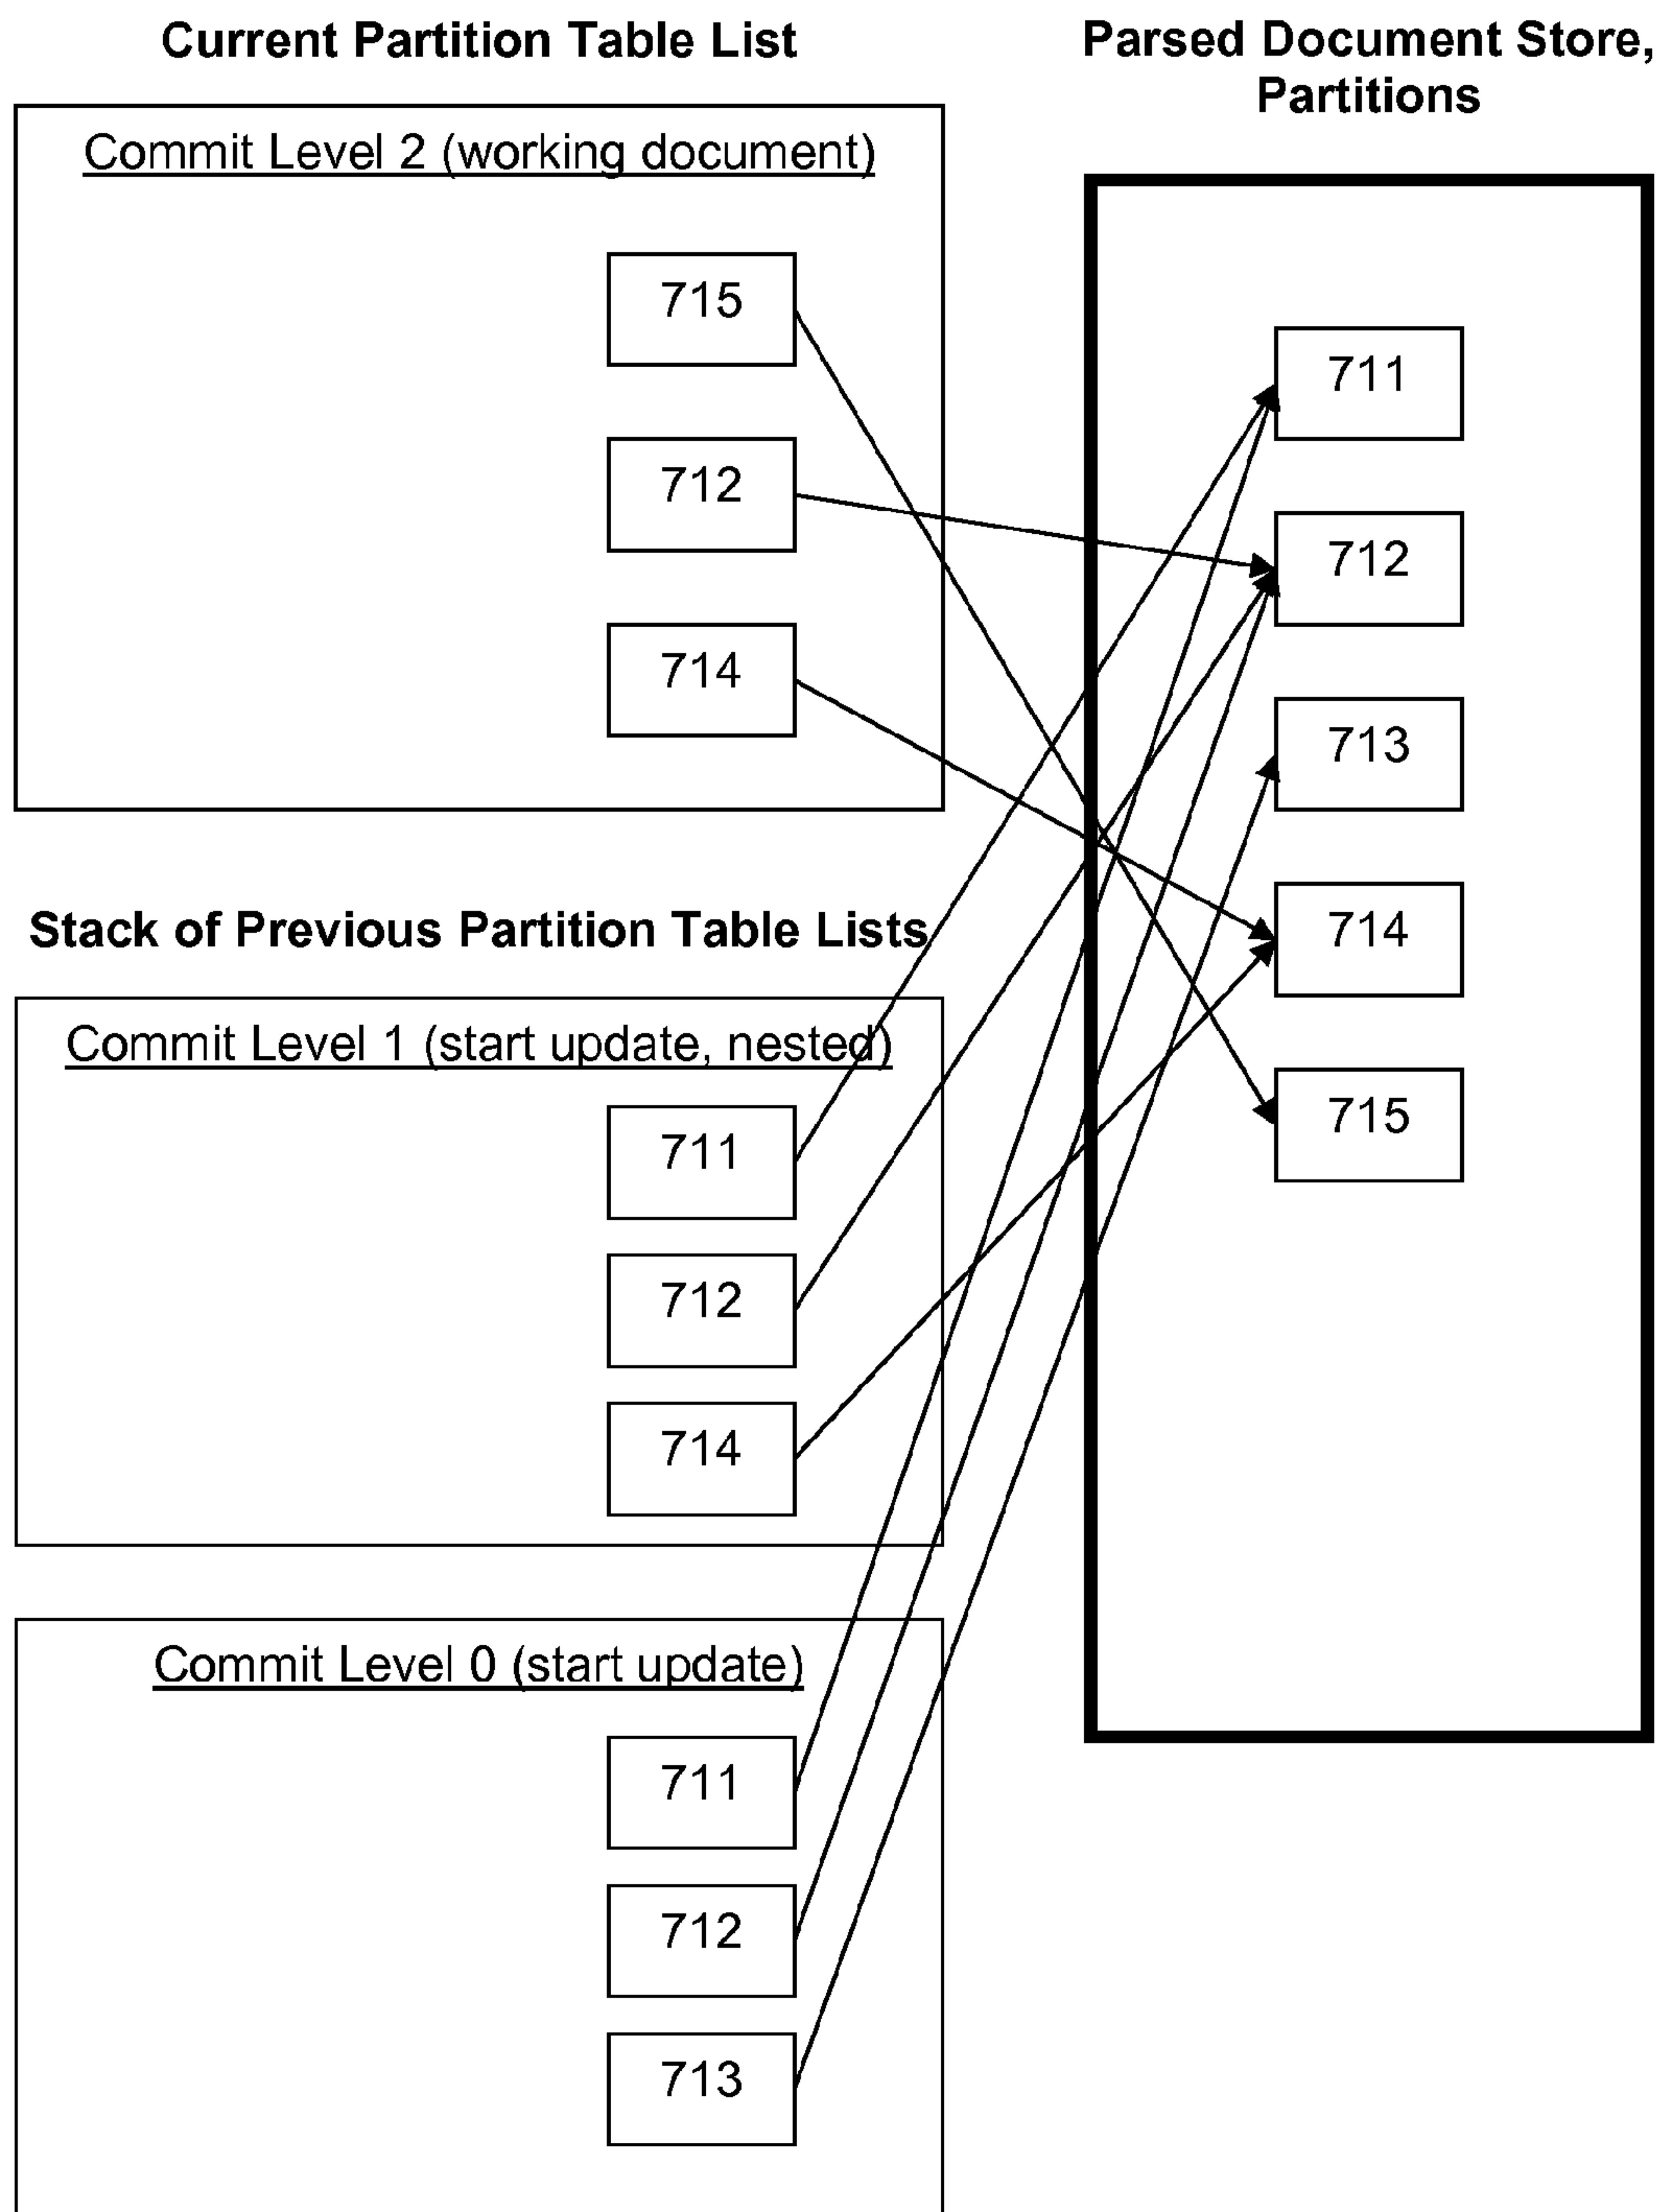 Current Partition Table List
Commit Level 2 (working document)
715
712
714
Stack of Previous Partition Table Lists
Commit Level 1 (start update, nested)
711
712
714
Commit Level 0 (start update)
711
712
713
Parsed Document Store,
Partitions
711
712
713
714
715